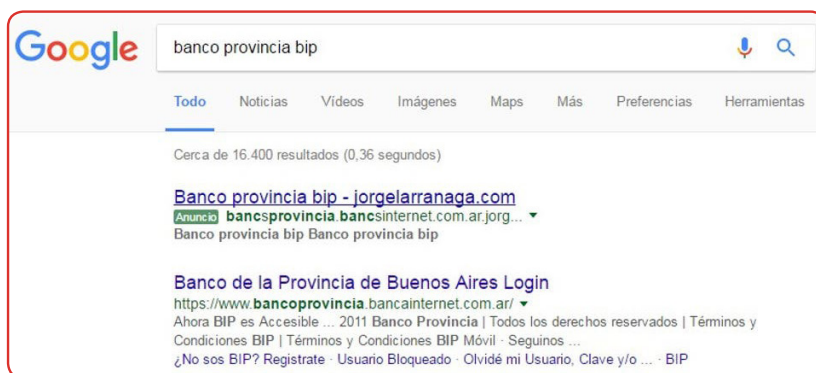 Google
banco provincia bip
Todo Noticias Vídeos Imágenes Maps Más Preferencias Herramientas
Cerca de 16.400 resultados (0,36 segundos)
Banco provincia bip - jorgelarranaga.com
Anuncio bancsprovincia.bancsinternet.com.ar.jorg...
Banco provincia bip Banco provincia bip
Banco de la Provincia de Buenos Aires Login
https://www.bancoprovincia.bancainternet.com.ar/
Ahora BIP es Accesible ... 2011 Banco Provincia | Todos los derechos reservados | Términos y
Condiciones BIP | Términos y Condiciones BIP Móvil · Seguinos ...
¿No sos BIP? Registrate · Usuario Bloqueado · Olvidé mi Usuario, Clave y/o ... · BIP